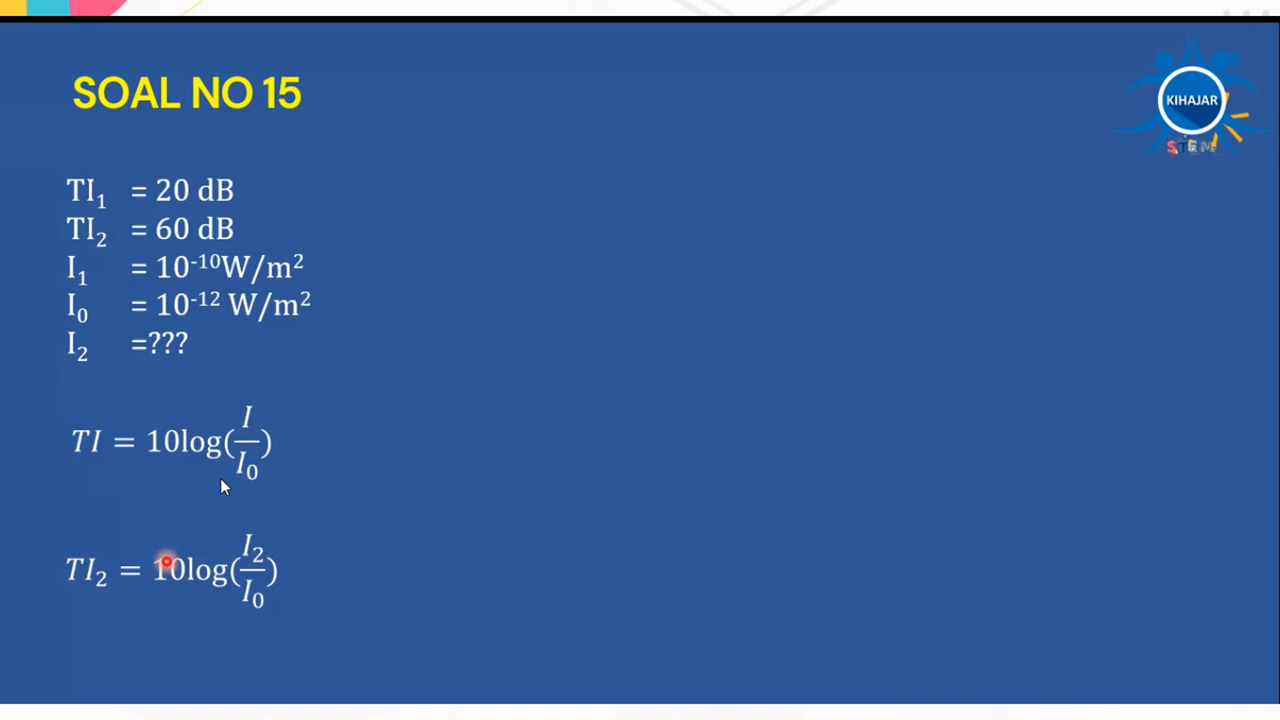 SOAL NO 15
KIHAJAR
STEM
TI₁ = 20 dB
TI₂ = 60 dB
I₁ = 10⁻¹⁰W/m²
I₀ = 10⁻¹² W/m²
I₂ =???
TI = 10log(I/I₀)
TI₂ = 10log(I₂/I₀)